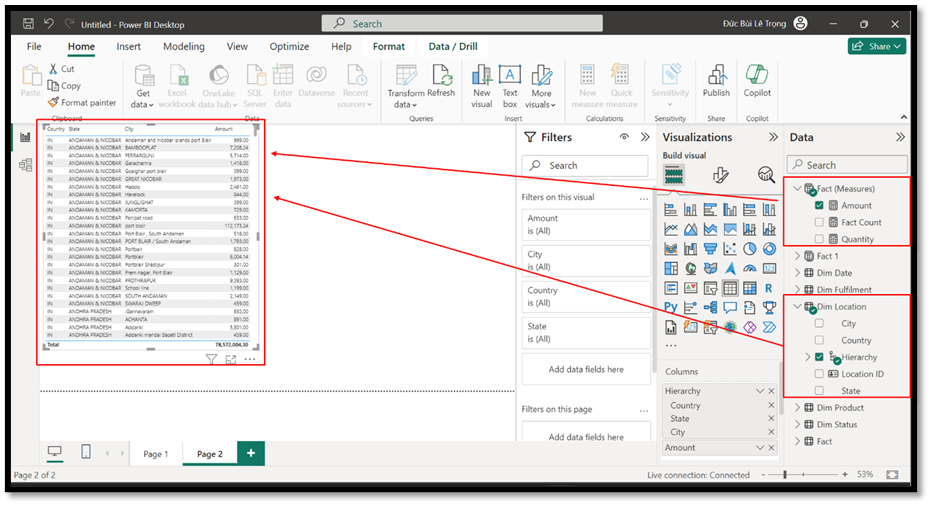 Untitled - Power BI Desktop
Search
Đức Bùi Lê Trọng
File Home Insert Modeling View Optimize Help Format Data / Drill
Share
Paste
Cut
Copy
Format painter
Clipboard
Get data
Excel workbook
OneLake data hub
SQL Server
Enter data
Dataverse
Recent sources
Data
Transform data
Refresh
Queries
New visual
Text box
More visuals
Insert
New measure
Quick measure
Calculations
Sensitivity
Sensitivity
Publish
Share
Copilot
Copilot
Country State City Amount
IN ANDAMAN & NICOBAR Andaman and nicobar islands port Blair 399.00
IN ANDAMAN & NICOBAR BAMBOOFLAT 7,206.24
IN ANDAMAN & NICOBAR FERRARGUNJ 5,714.00
IN ANDAMAN & NICOBAR Garacharma 1,416.00
IN ANDAMAN & NICOBAR Goalghar port blair 399.00
IN ANDAMAN & NICOBAR GREAT NICOBAR 1,973.00
IN ANDAMAN & NICOBAR Haddo 2,461.00
IN ANDAMAN & NICOBAR Havelock 944.00
IN ANDAMAN & NICOBAR JUNGLIGHAT 399.00
IN ANDAMAN & NICOBAR KAMORTA 729.00
IN ANDAMAN & NICOBAR 653.00
IN ANDAMAN & NICOBAR port blair 112,173.24
IN ANDAMAN & NICOBAR Port Blair , South Andaman 518.00
IN ANDAMAN & NICOBAR PORT BLAIR / South Andaman 1,793.00
IN ANDAMAN & NICOBAR Portbair 828.00
IN ANDAMAN & NICOBAR Portblair 6,004.14
IN ANDAMAN & NICOBAR Portblair Shadipur 301.00
IN ANDAMAN & NICOBAR Prem nagar, Port Blair 1,129.00
IN ANDAMAN & NICOBAR PROTHRAPUR 9,393.00
IN ANDAMAN & NICOBAR School line 1,199.00
IN ANDAMAN & NICOBAR SOUTH ANDAMAN 2,149.00
IN ANDAMAN & NICOBAR SWARAJ DWEEP 459.00
IN ANDHRA PRADESH 852.00
IN ANDHRA PRADESH ACHANTA 891.00
IN ANDHRA PRADESH Addanki 5,601.00
IN ANDHRA PRADESH Addanki mandal Bapatl District 459.00
Total 78,572,004.30
Filters
Search
Filters on this visual ...
Amount
is (All)
City
is (All)
Country
is (All)
State
is (All)
Add data fields here
Filters on this page ...
Add data fields here
Visualizations
Build visual
R
Py
...
Columns
Hierarchy
Country
State
City
Amount
Data
Search
Fact (Measures)
Amount
Fact Count
Quantity
Fact 1
Dim Date
Dim Fulfilment
Dim Location
City
Country
Hierarchy
Location ID
State
Dim Product
Dim Status
Fact
Page 1
Page 2
+
Page 2 of 2
Live connection: Connected
- + 53%